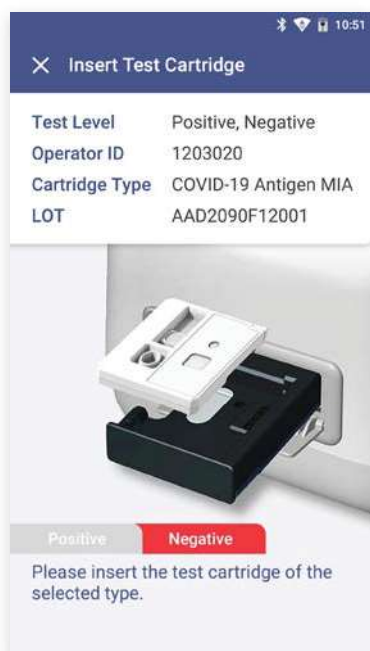 10:51
Insert Test Cartridge
Test Level Positive, Negative
Operator ID 1203020
Cartridge Type COVID-19 Antigen MIA
LOT AAD2090F12001
Positive Negative
Please insert the test cartridge of the
selected type.